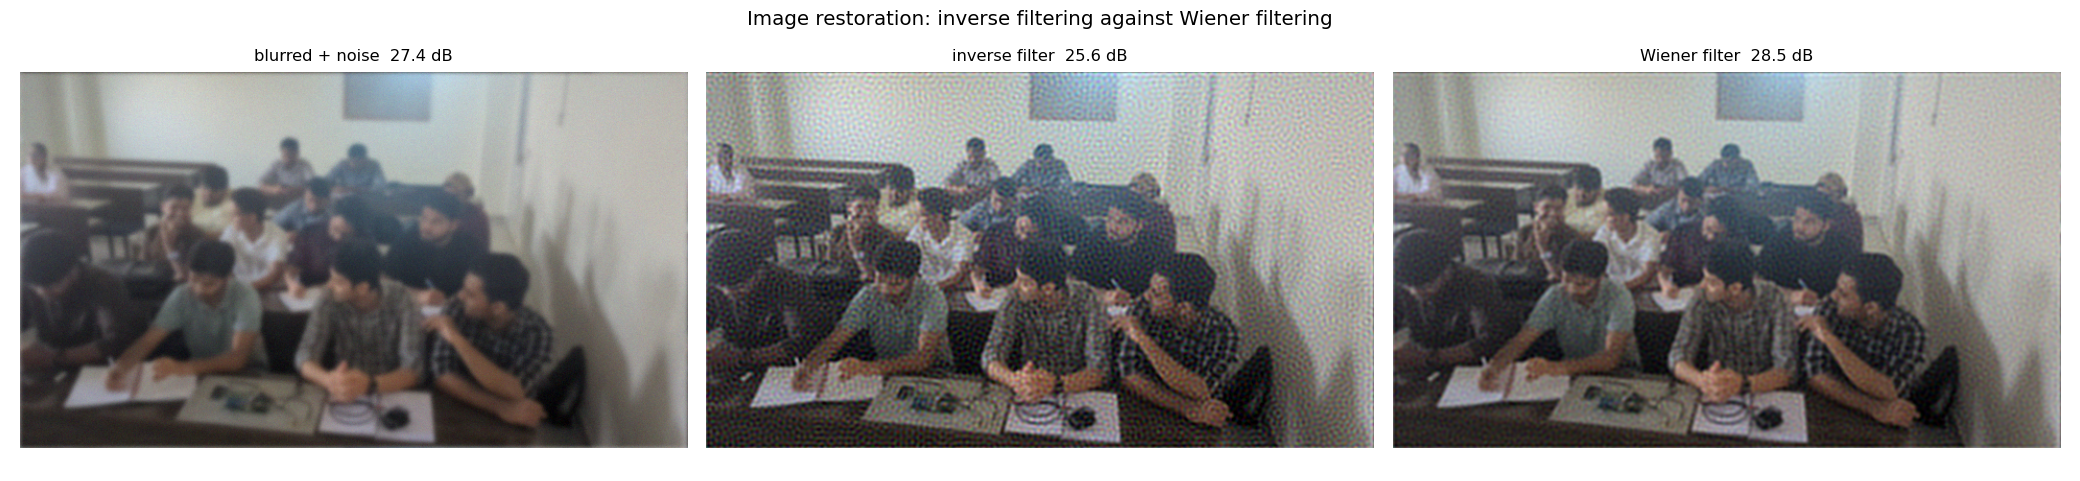 Image restoration: inverse filtering against Wiener filtering
blurred + noise  27.4 dB
inverse filter  25.6 dB
Wiener filter  28.5 dB